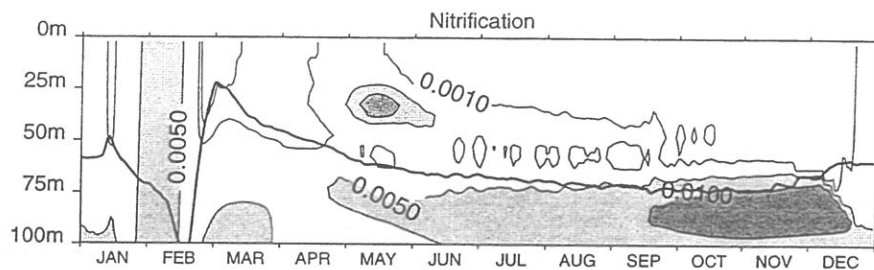 Nitrification
0m
25m
50m
75m
100m
0.0010
0.0050
0.0050
0.0100
JAN FEB MAR APR MAY JUN JUL AUG SEP OCT NOV DEC